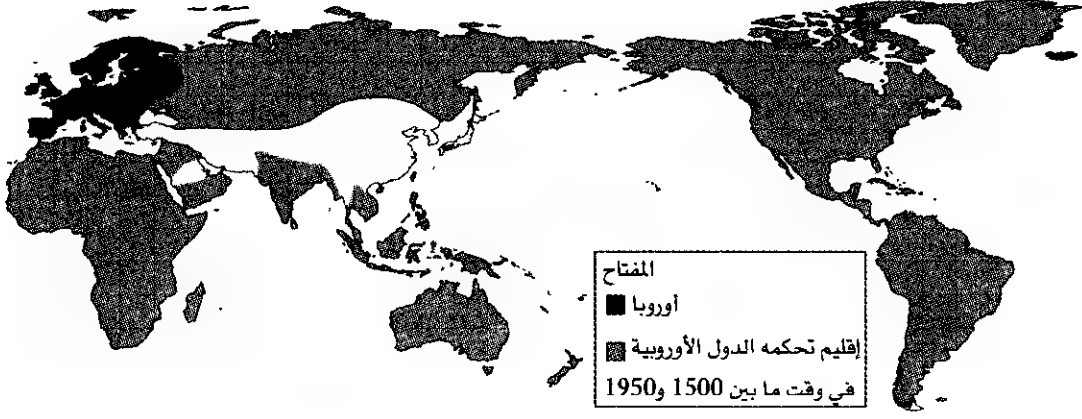 المفتاح
أوروبا
إقليم تحكمه الدول الأوروبية
في وقت ما بين 1500 و1950